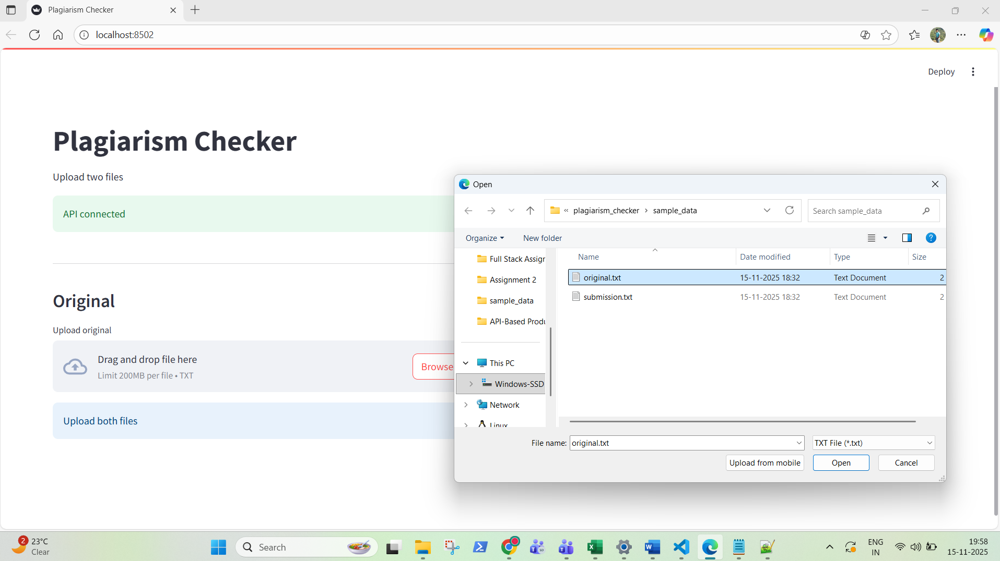 Plagiarism Checker
localhost:8502
Deploy
Plagiarism Checker
Upload two files
API connected
Original
Upload original
Drag and drop file here
Limit 200MB per file • TXT
Browse
Upload both files
Open
« plagiarism_checker › sample_data
Search sample_data
Organize
New folder
?
Full Stack Assigr
Assignment 2
sample_data
API-Based Produ
This PC
Windows-SSD
Network
Linux
Name Date modified Type Size
original.txt 15-11-2025 18:32 Text Document 2
submission.txt 15-11-2025 18:32 Text Document 2
File name: original.txt
TXT File (*.txt)
Upload from mobile
Open
Cancel
2
23°C
Clear
Search
ENG
IN
19:58
15-11-2025